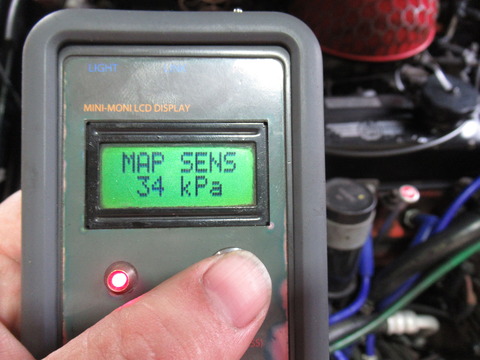 LIGHT
MINI-MONI LCD DISPLAY
MAP SENS
34 kPa